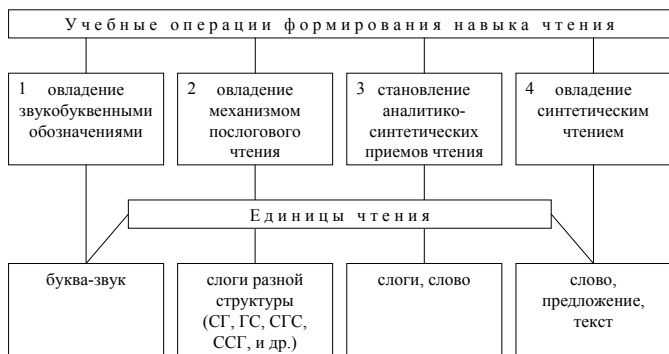 Учебные операции формирования навыка чтения
1 овладение
звукобуквенными
обозначениями
2 овладение
механизмом
послогового
чтения
3 становление
аналитико-
синтетических
приемов чтения
4 овладение
синтетическим
чтением
Единицы чтения
буква-звук
слоги разной
структуры
(СГ, ГС, СГС,
ССГ, и др.)
слоги, слово
слово,
предложение,
текст